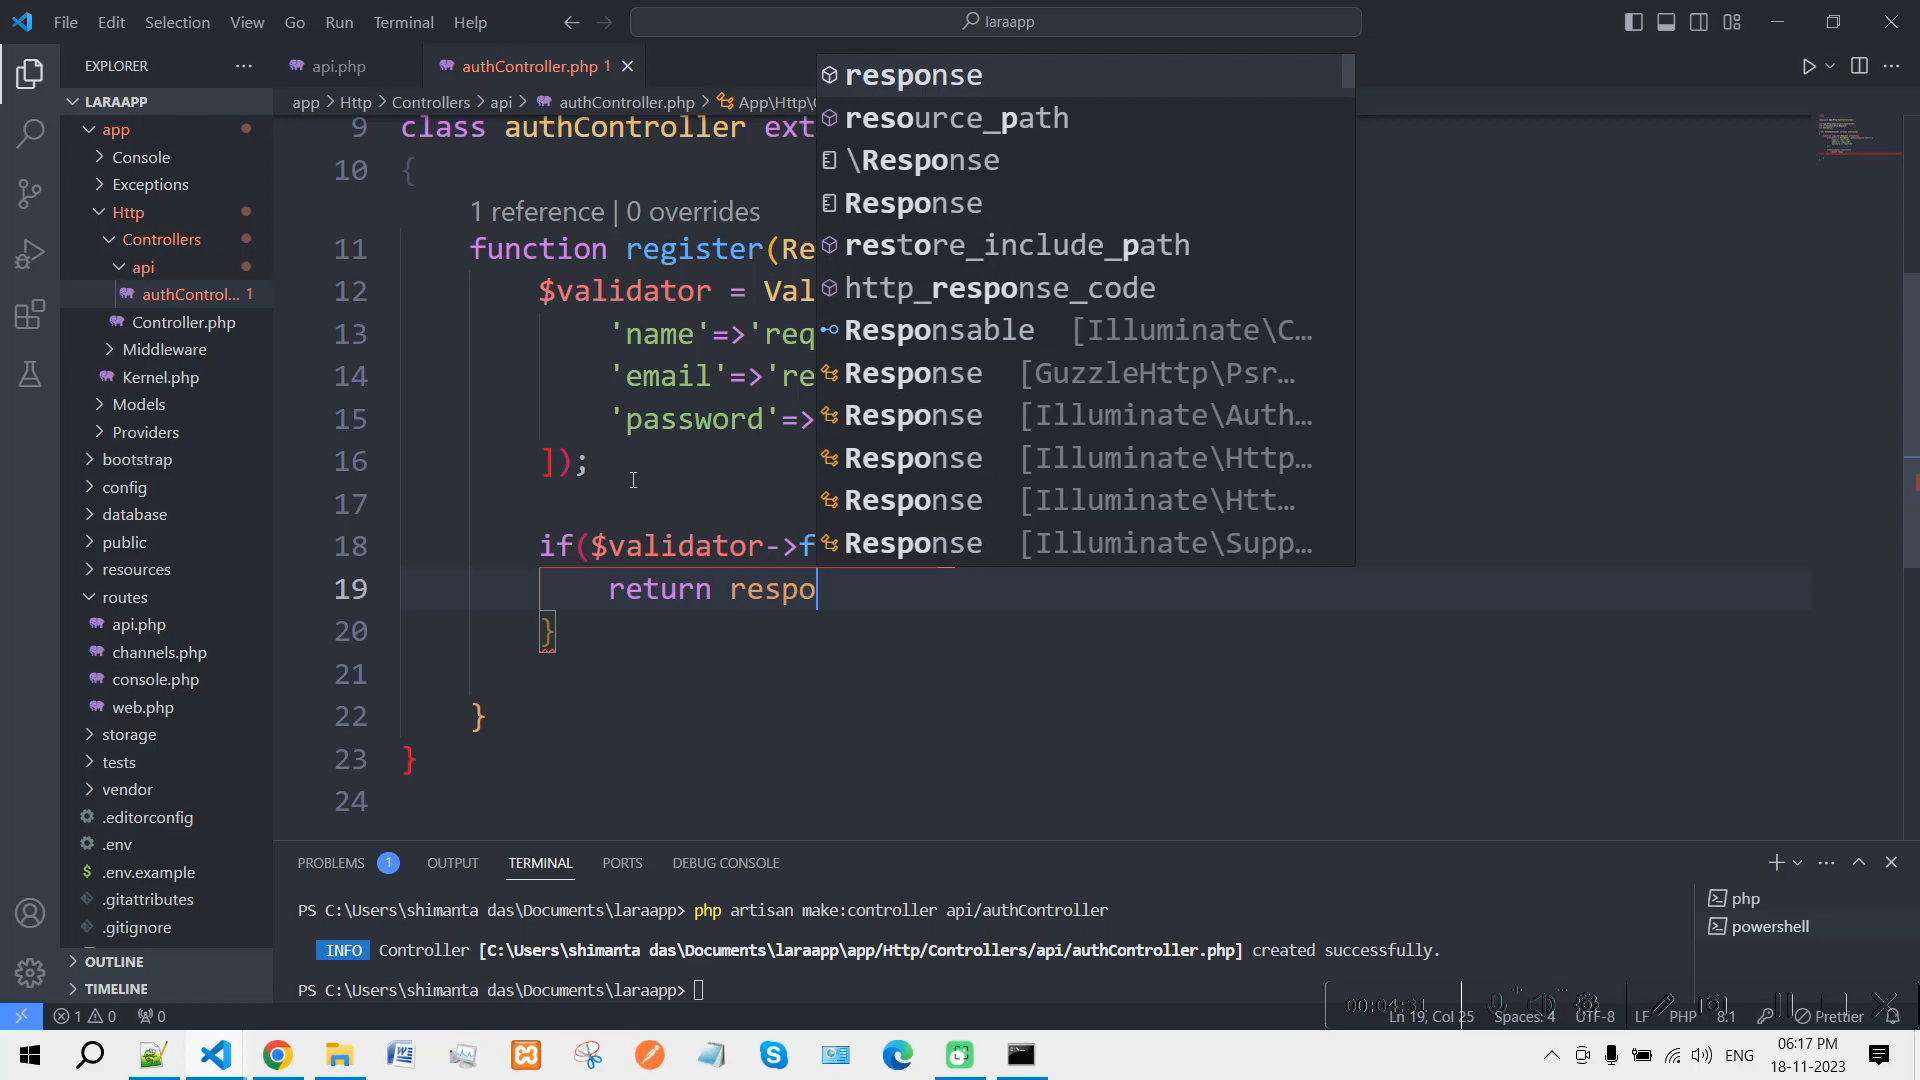 File Edit Selection View Go Run Terminal Help
laraapp
EXPLORER
api.php
authController.php 1
LARAAPP
app > Http > Controllers > api > authController.php > App\Http\
app
Console
Exceptions
Http
Controllers
api
authControl... 1
Controller.php
Middleware
Kernel.php
Models
Providers
bootstrap
config
database
public
resources
routes
api.php
channels.php
console.php
web.php
storage
tests
vendor
.editorconfig
.env
.env.example
.gitattributes
.gitignore
OUTLINE
TIMELINE
9 class authController ext
10 {
1 reference | 0 overrides
11 function register(Re
12 $validator = Val
13 'name'=>'req
14 'email'=>'re
15 'password'=>
16 ]);
17
18 if($validator->f
19 return respo
20 }
21
22 }
23 }
24
response
resource_path
\Response
Response
restore_include_path
http_response_code
Responsable [Illuminate\C...
Response [GuzzleHttp\Psr...
Response [Illuminate\Auth...
Response [Illuminate\Http...
Response [Illuminate\Htt...
Response [Illuminate\Supp...
PROBLEMS 1 OUTPUT TERMINAL PORTS DEBUG CONSOLE
PS C:\Users\shimanta das\Documents\laraapp> php artisan make:controller api/authController
INFO Controller [C:\Users\shimanta das\Documents\laraapp\app/Http/Controllers/api/authController.php] created successfully.
PS C:\Users\shimanta das\Documents\laraapp>
php
powershell
00:04:31
1 0 0 Ln 19, Col 25 Spaces: 4 UTF-8 LF PHP 8.1 Prettier
ENG
06:17 PM
18-11-2023